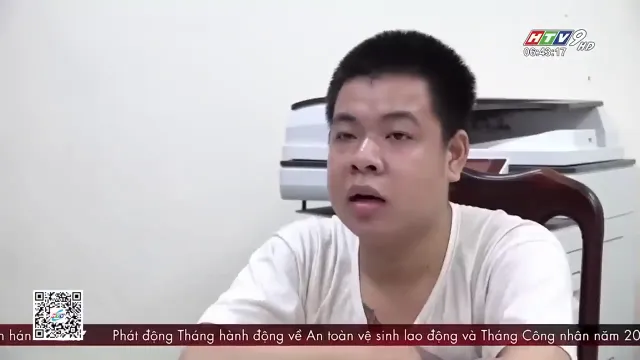 HTV9 HD
06:43:17
n hán
Phát động Tháng hành động về An toàn vệ sinh lao động và Tháng Công nhân năm 20